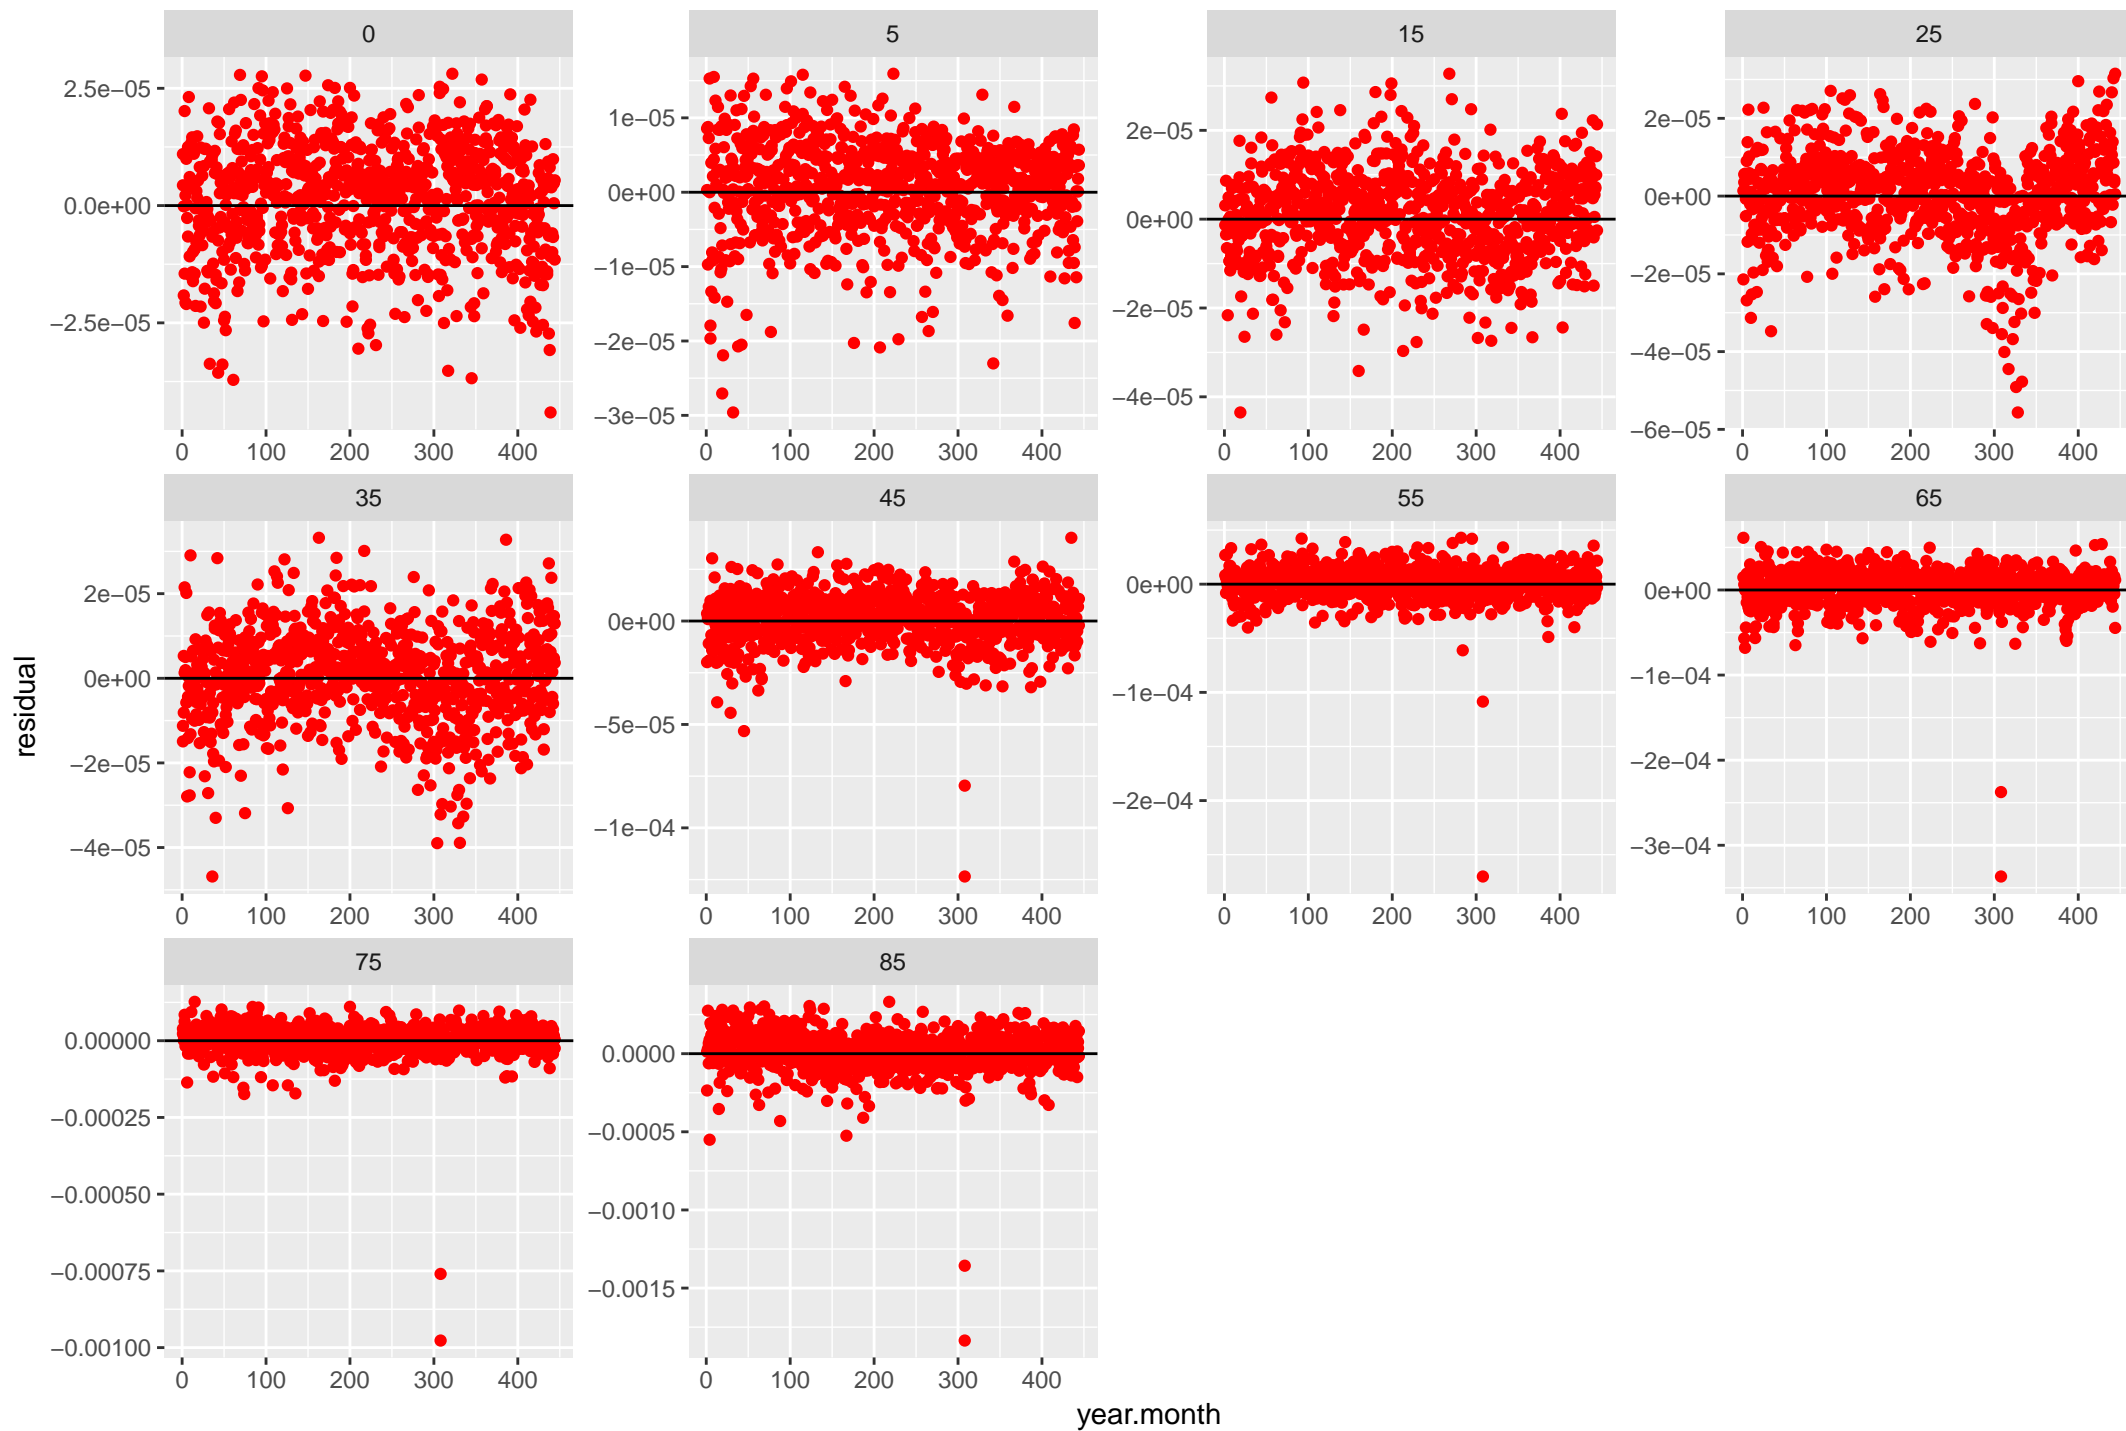 0 5 15 25
2.5e−05
0.0e+00
−2.5e−05
1e−05
0e+00
−1e−05
−2e−05
−3e−05
2e−05
0e+00
−2e−05
−4e−05
2e−05
0e+00
−2e−05
−4e−05
−6e−05
0 100 200 300 400 0 100 200 300 400 0 100 200 300 400 0 100 200 300 400
35 45 55 65
2e−05
0e+00
−2e−05
−4e−05
0e+00
−5e−05
−1e−04
0e+00
−1e−04
−2e−04
0e+00
−1e−04
−2e−04
−3e−04
0 100 200 300 400 0 100 200 300 400 0 100 200 300 400 0 100 200 300 400
residual
75 85
0.00000
−0.00025
−0.00050
−0.00075
−0.00100
0.0000
−0.0005
−0.0010
−0.0015
0 100 200 300 400 0 100 200 300 400
year.month